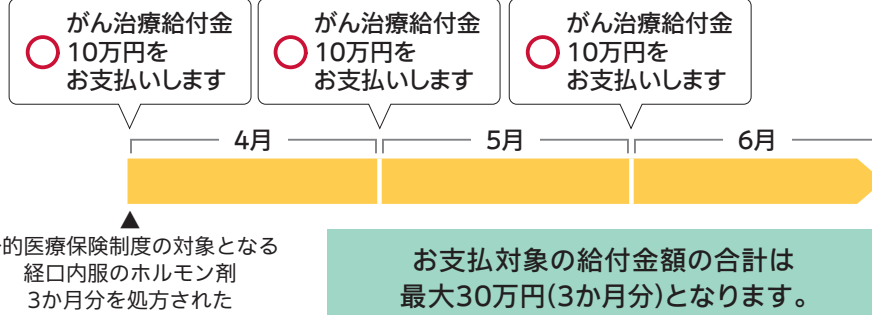 がん治療給付金
10万円を
お支払いします
がん治療給付金
10万円を
お支払いします
がん治療給付金
10万円を
お支払いします
4月
5月
6月
的医療保険制度の対象となる
経口内服のホルモン剤
3か月分を処方された
お支払対象の給付金額の合計は
最大30万円(3か月分)となります。